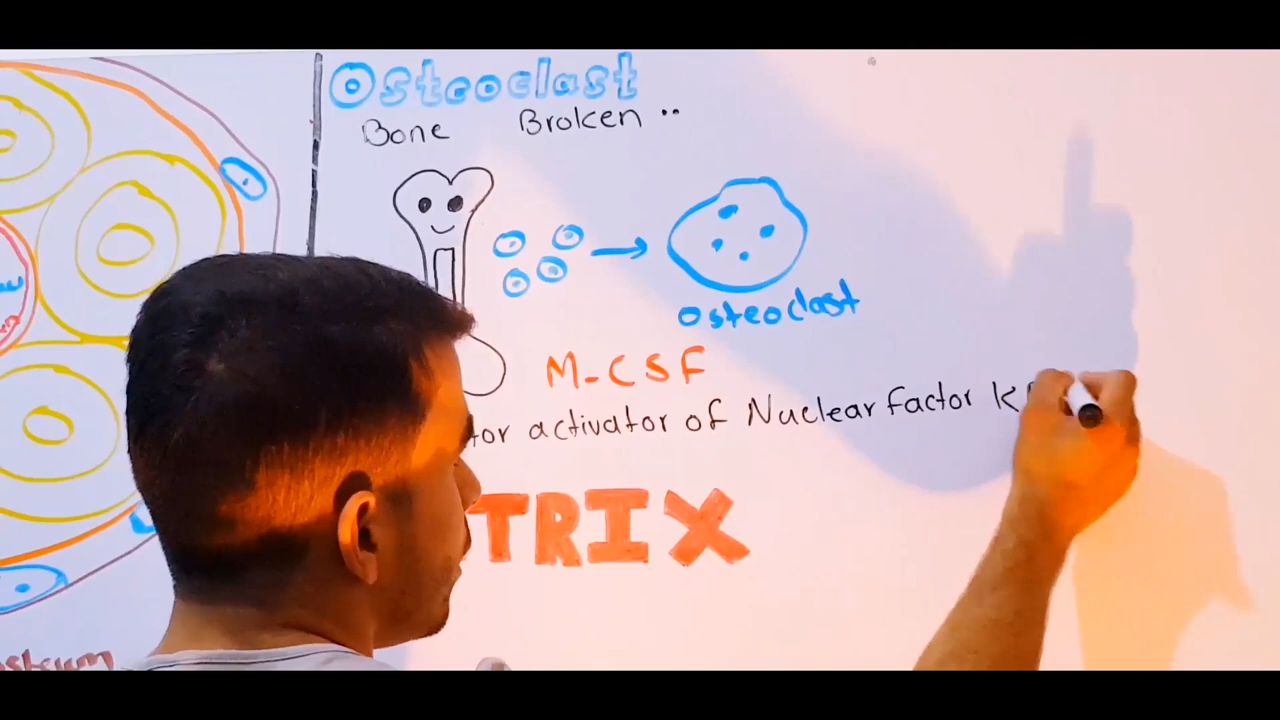 Osteoclast
Bone Broken ..
Osteoclast
M-CSF
tor activator of Nuclear factor K
TRIX